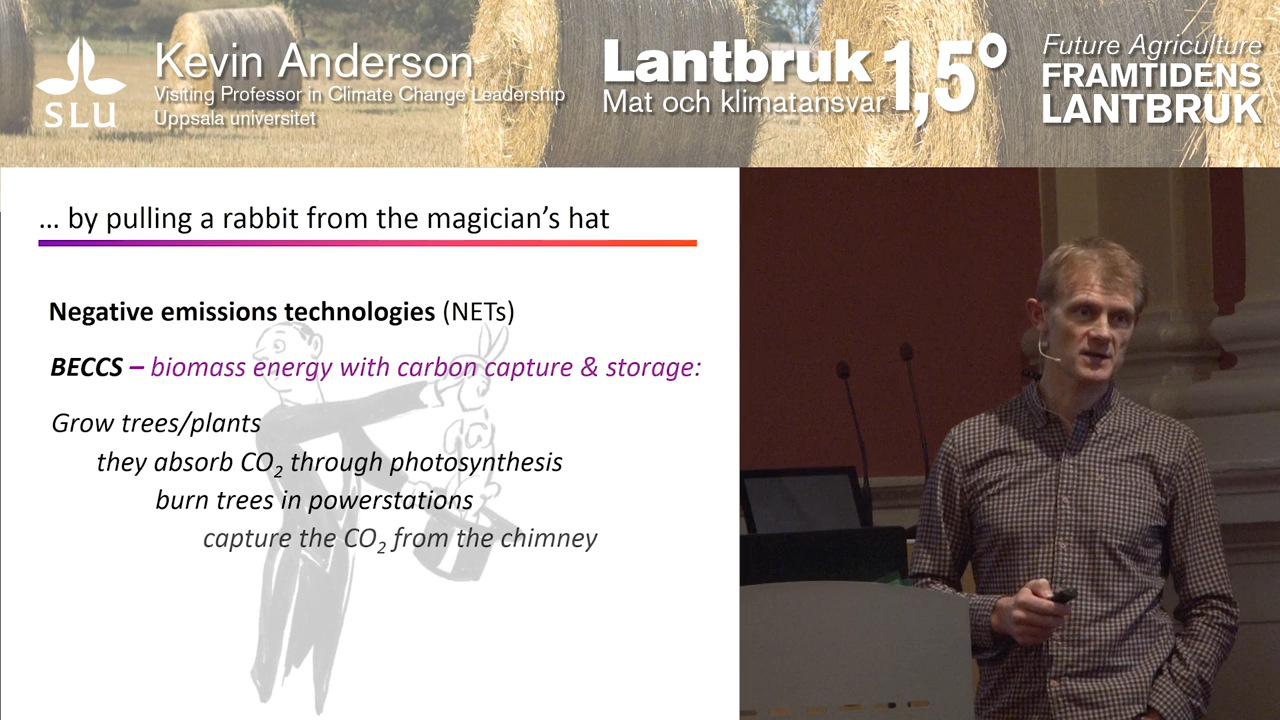 SLU
Kevin Anderson
Visiting Professor in Climate Change Leadership
Uppsala universitet
Lantbruk 1,5°
Mat och klimatansvar
Future Agriculture
FRAMTIDENS
LANTBRUK
... by pulling a rabbit from the magician's hat
Negative emissions technologies (NETs)
BECCS – biomass energy with carbon capture & storage:
Grow trees/plants
they absorb CO₂ through photosynthesis
burn trees in powerstations
capture the CO₂ from the chimney